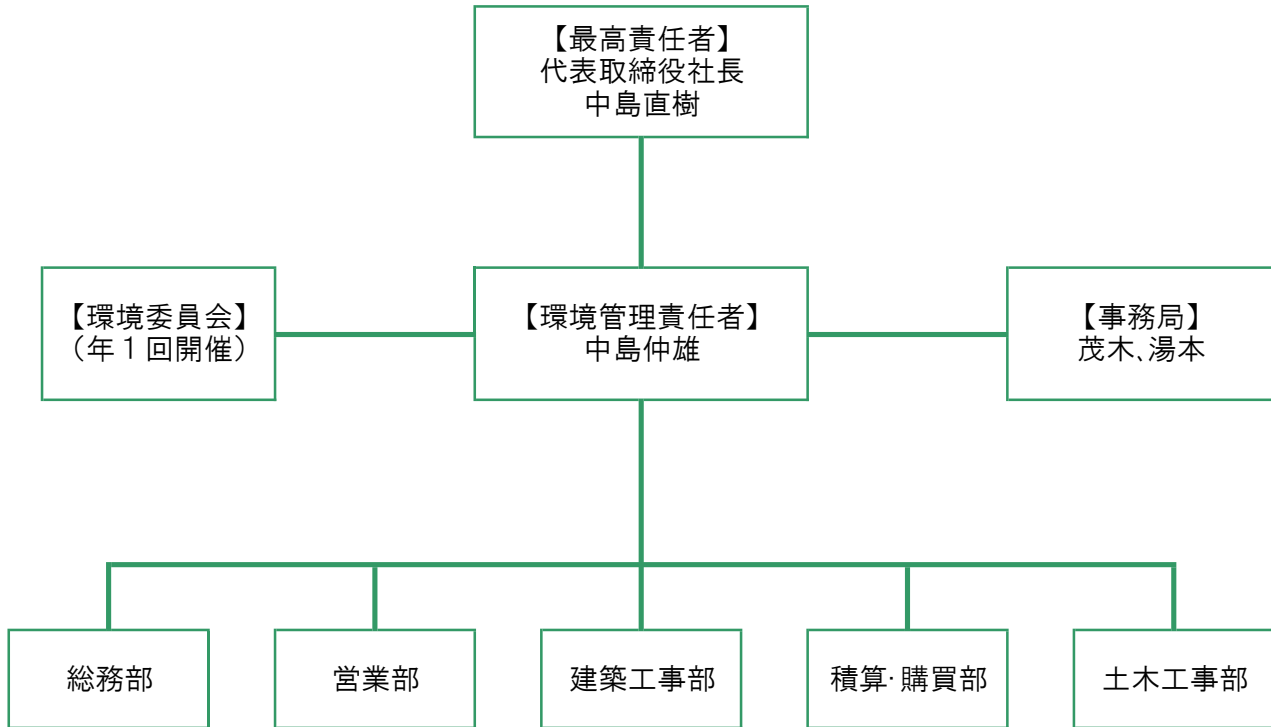 【最高責任者】
代表取締役社長
中島直樹
【環境委員会】
（年１回開催）
【環境管理責任者】
中島仲雄
【事務局】
茂木、湯本
総務部
営業部
建築工事部
積算・購買部
土木工事部